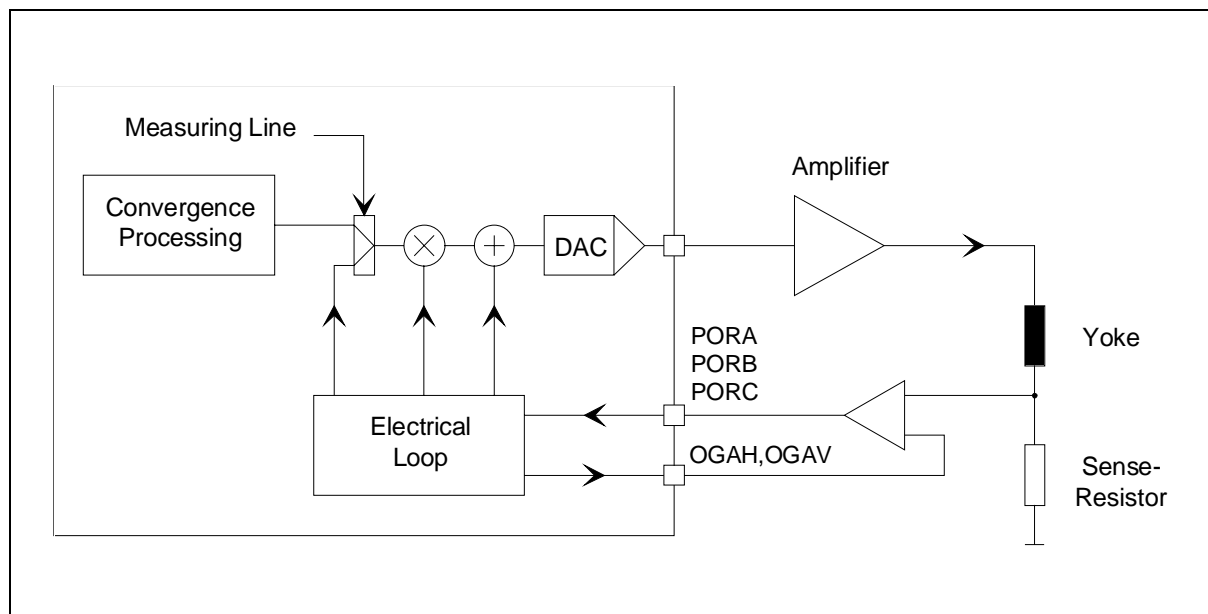 Measuring Line
Convergence
Processing
DAC
Amplifier
Yoke
PORA
PORB
PORC
Electrical
Loop
OGAH,OGAV
Sense-
Resistor